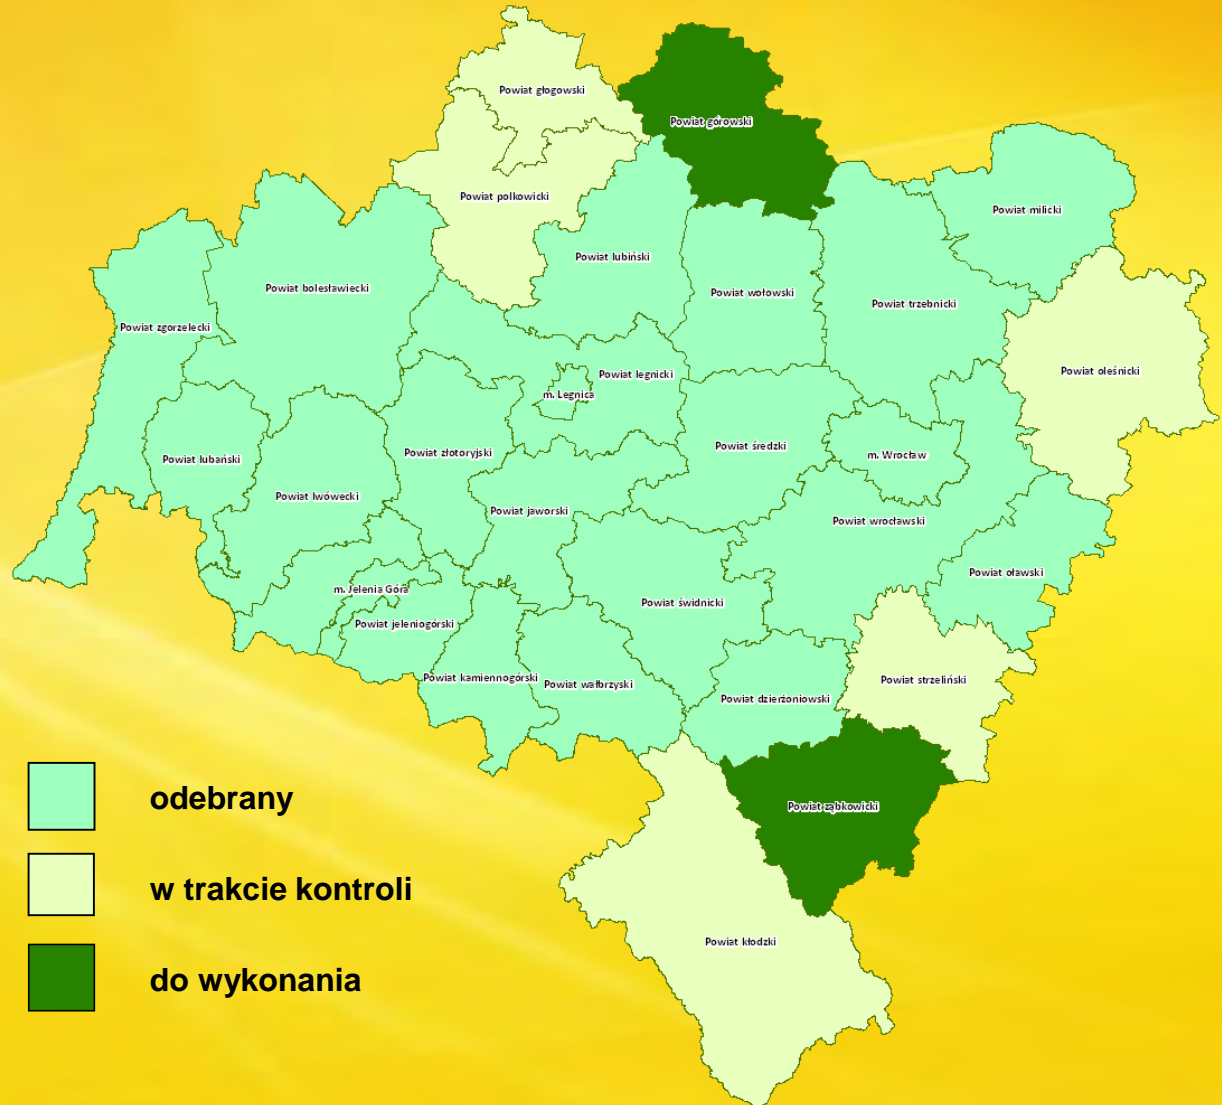 Powiat głogowski
Powiat górowski
Powiat polkowicki
Powiat milicki
Powiat lubiński
Powiat bolesławiecki
Powiat wołowski
Powiat trzebnicki
Powiat zgorzelecki
Powiat oleśnicki
Powiat legnicki
m. Legnica
Powiat średzki
Powiat złotoryjski
m. Wrocław
Powiat lubański
Powiat lwówecki
Powiat jaworski
Powiat wrocławski
Powiat oławski
m. Jelenia Góra
Powiat świdnicki
Powiat jeleniogórski
Powiat kamiennogórski
Powiat wałbrzyski
Powiat strzeliński
Powiat dzierżoniowski
odebrany
Powiat ząbkowicki
w trakcie kontroli
Powiat kłodzki
do wykonania